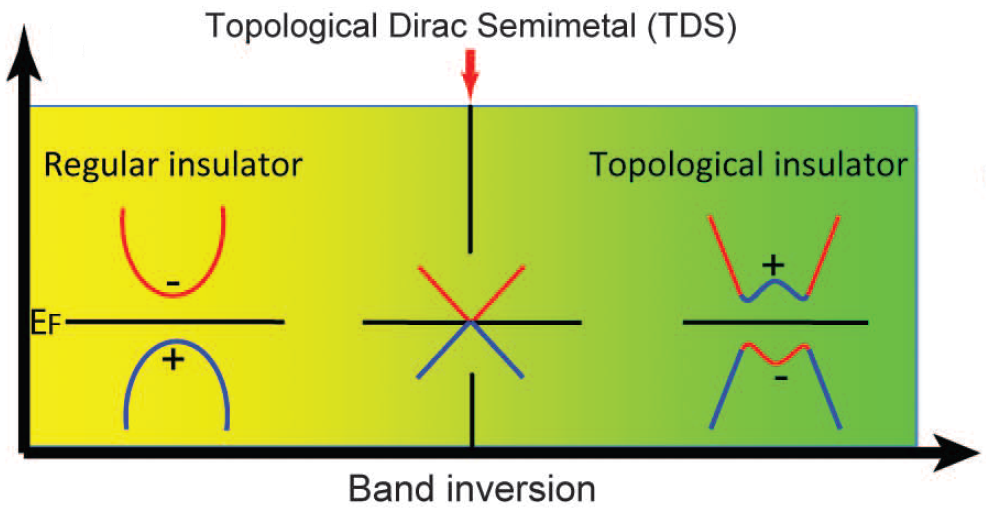 Topological Dirac Semimetal (TDS)
Regular insulator
Topological insulator
-
+
EF
+
-
Band inversion